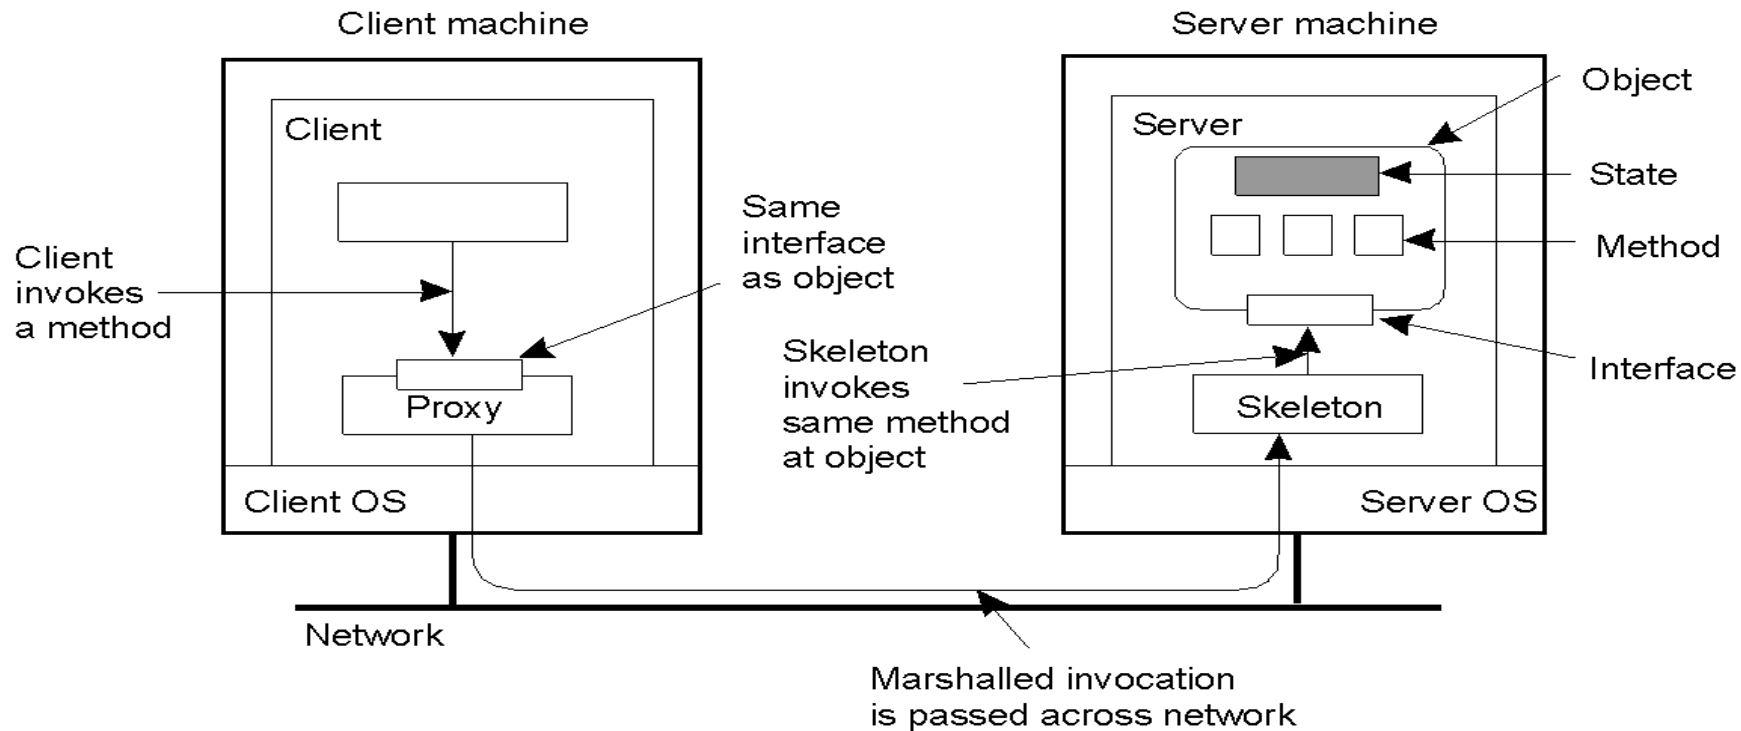 Client machine
Server machine
Object
Client
Server
State
Same
interface
as object
Method
Client
invokes
a method
Skeleton
invokes
same method
at object
Interface
Proxy
Skeleton
Client OS
Server OS
Network
Marshalled invocation
is passed across network